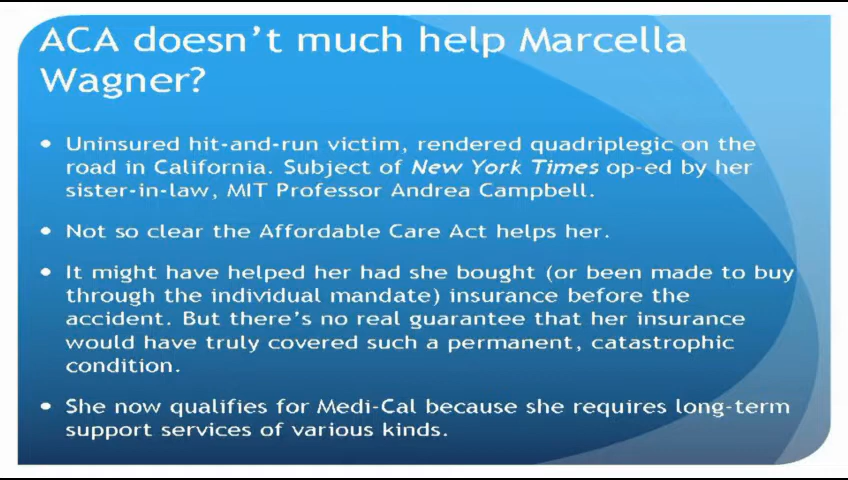 ACA doesn't much help Marcella
Wagner?
• Uninsured hit-and-run victim, rendered quadriplegic on the
road in California. Subject of New York Times op-ed by her
sister-in-law, MIT Professor Andrea Campbell.
• Not so clear the Affordable Care Act helps her.
• It might have helped her had she bought (or been made to buy
through the individual mandate) insurance before the
accident. But there's no real guarantee that her insurance
would have truly covered such a permanent, catastrophic
condition.
• She now qualifies for Medi-Cal because she requires long-term
support services of various kinds.